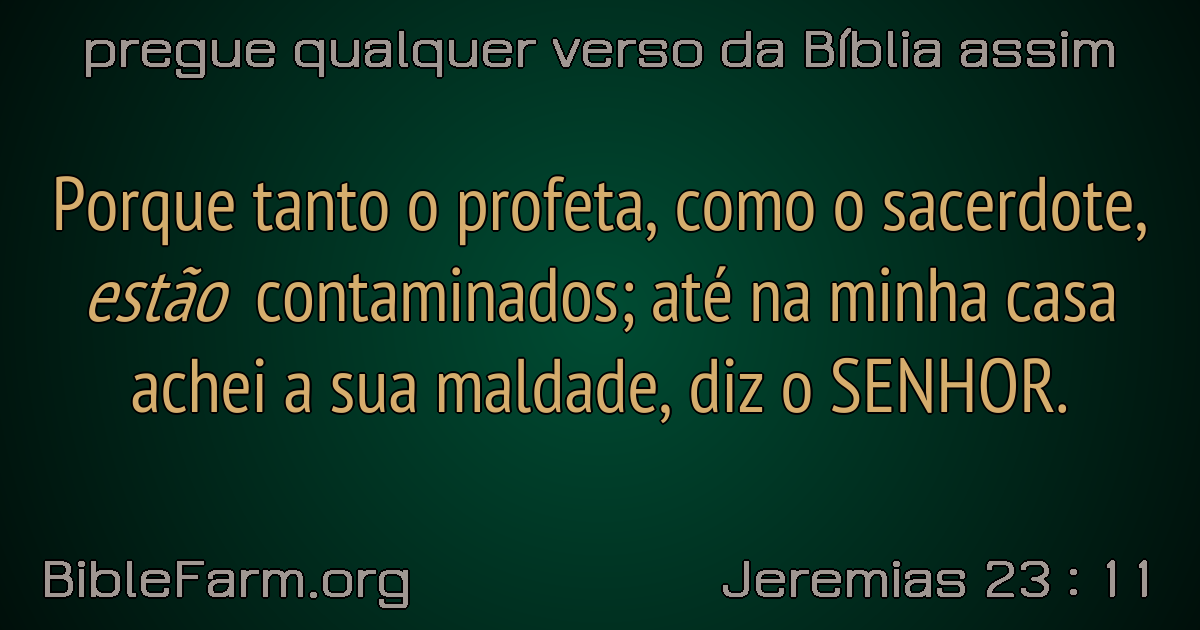 pregue qualquer verso da Bíblia assim
Porque tanto o profeta, como o sacerdote,
estão contaminados; até na minha casa
achei a sua maldade, diz o SENHOR.
BibleFarm.org
Jeremias 23 : 11